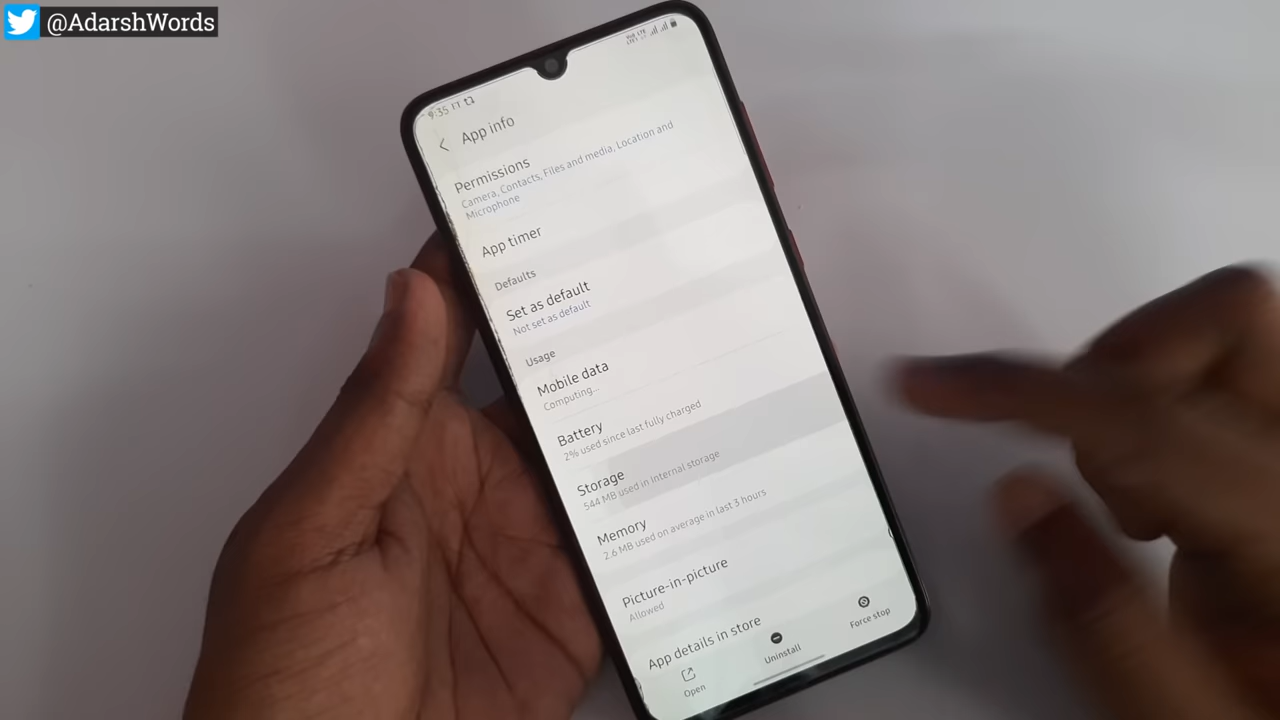 @AdarshWords
9:35
App info
Permissions
Camera, Contacts, Files and media, Location and
Microphone
App timer
Defaults
Set as default
Not set as default
Usage
Mobile data
Computing...
Battery
2% used since last fully charged
Storage
544 MB used in Internal storage
Memory
2.6 MB used on average in last 3 hours
Picture-in-picture
Allowed
App details in store
Open
Uninstall
Force stop